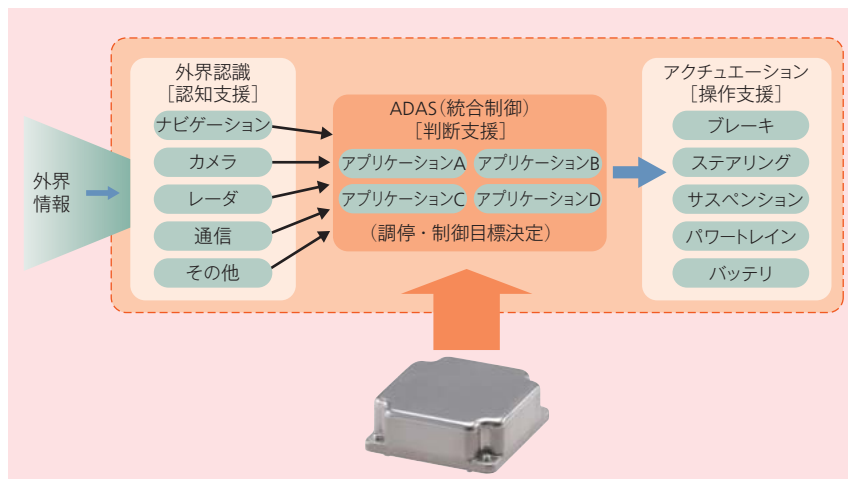 外界
情報
外界認識
［認知支援］
ナビゲーション
カメラ
レーダ
通信
その他
ADAS（統合制御）
［判断支援］
アプリケーションA
アプリケーションB
アプリケーションC
アプリケーションD
（調停・制御目標決定）
アクチュエーション
［操作支援］
ブレーキ
ステアリング
サスペンション
パワートレイン
バッテリ